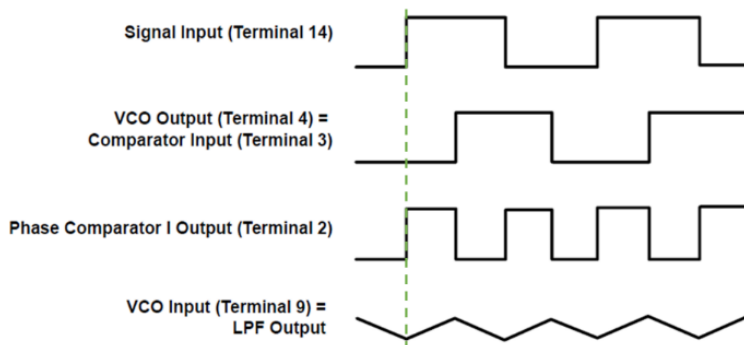 Signal Input (Terminal 14)
VCO Output (Terminal 4) =
Comparator Input (Terminal 3)
Phase Comparator I Output (Terminal 2)
VCO Input (Terminal 9) =
LPF Output